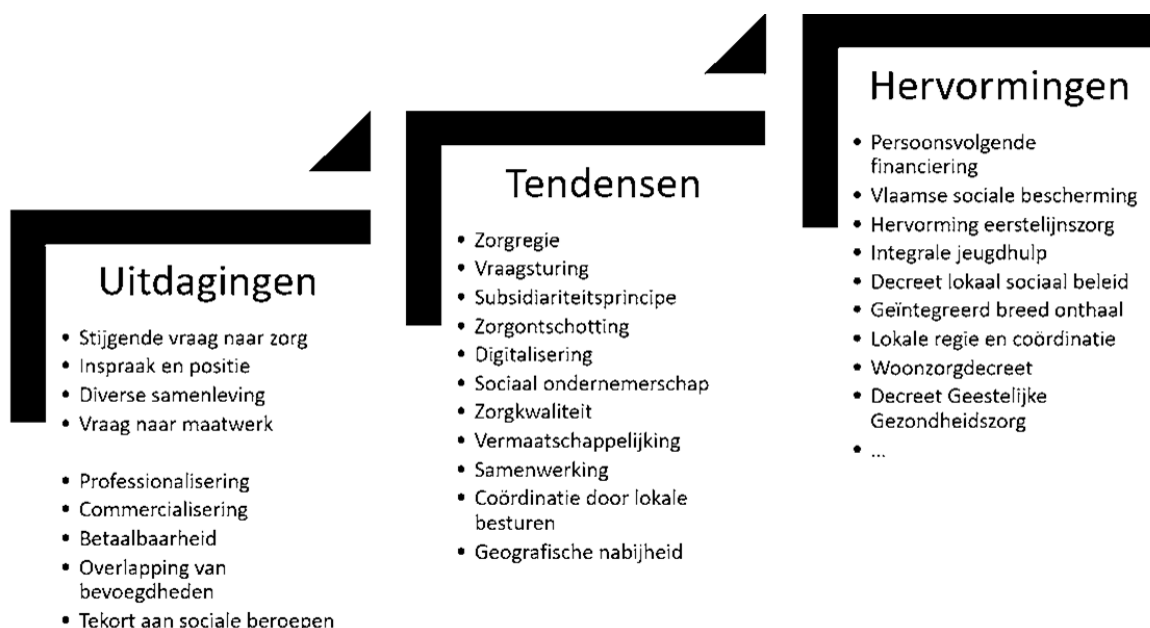 Uitdagingen
• Stijgende vraag naar zorg
• Inspraak en positie
• Diverse samenleving
• Vraag naar maatwerk
• Professionalisering
• Commercialisering
• Betaalbaarheid
• Overlapping van
bevoegdheden
• Tekort aan sociale beroepen
Tendensen
• Zorgregie
• Vraagsturing
• Subsidiariteitsprincipe
• Zorgontschotting
• Digitalisering
• Sociaal ondernemerschap
• Zorgkwaliteit
• Vermaatschappelijking
• Samenwerking
• Coördinatie door lokale
besturen
• Geografische nabijheid
Hervormingen
• Persoonsvolgende
financiering
• Vlaamse sociale bescherming
• Hervorming eerstelijnszorg
• Integrale jeugdhulp
• Decreet lokaal sociaal beleid
• Geïntegreerd breed onthaal
• Lokale regie en coördinatie
• Woonzorgdecreet
• Decreet Geestelijke
Gezondheidszorg
• ...